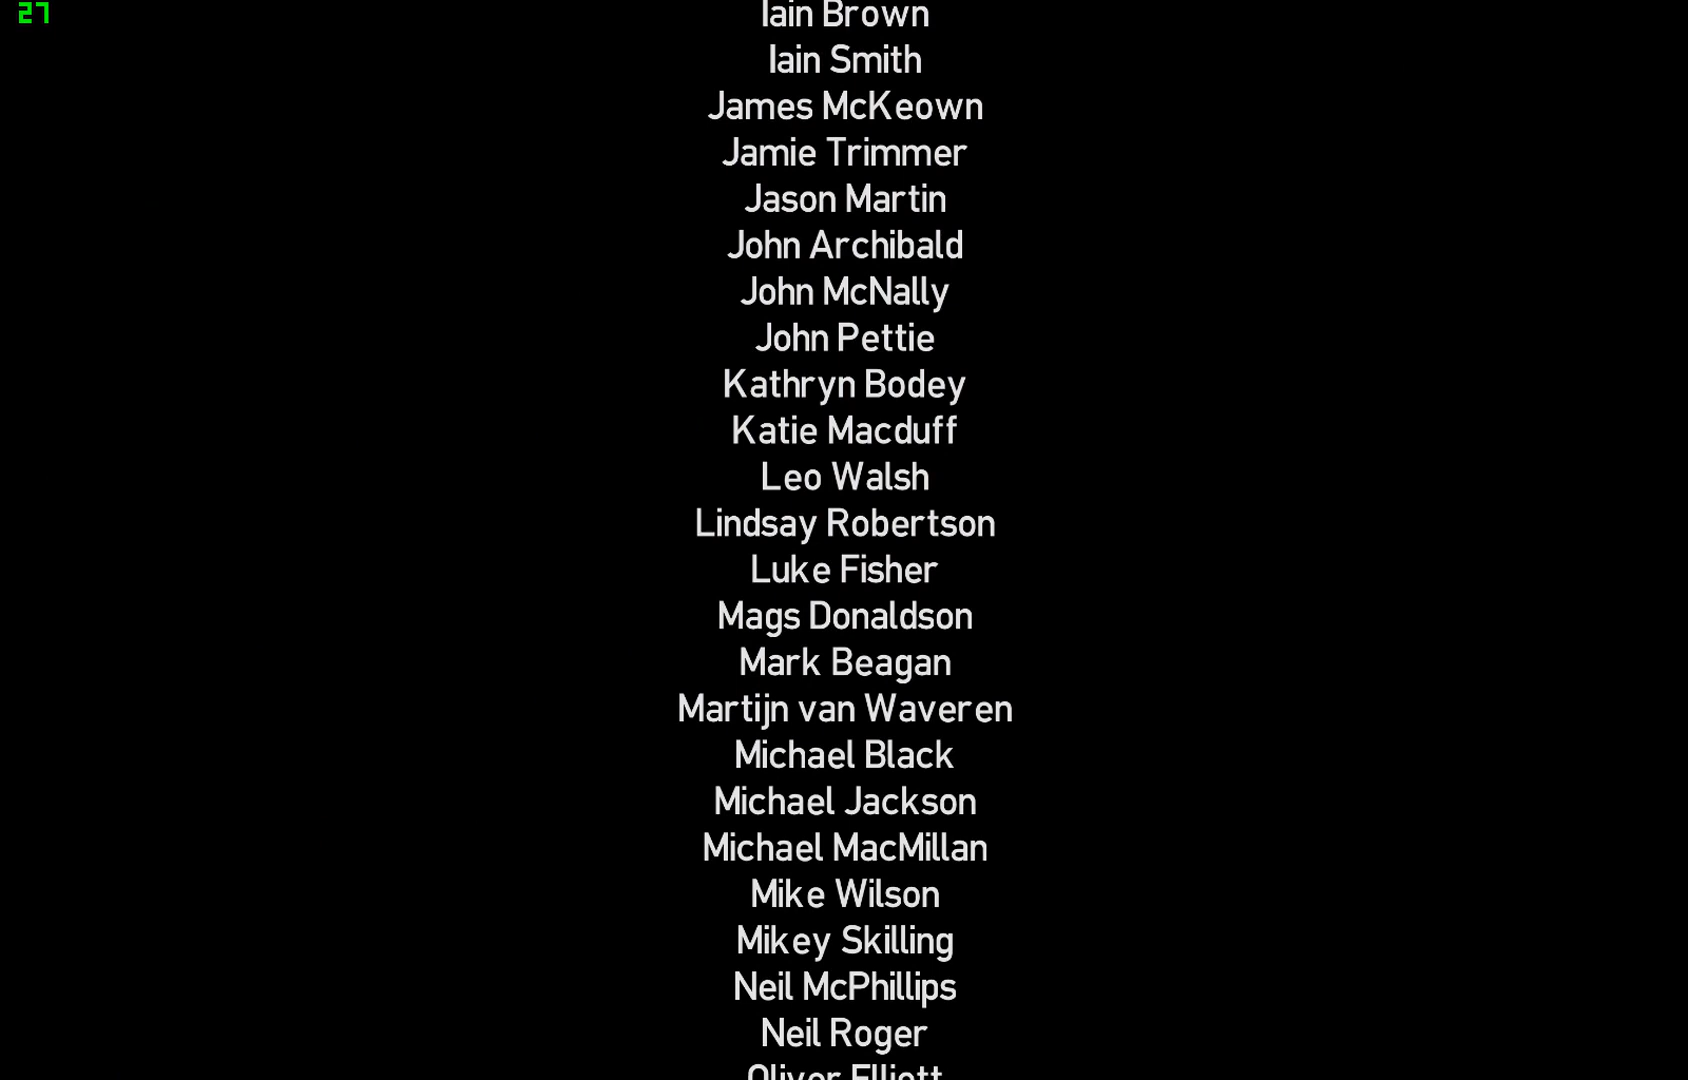 27
Iain Brown
Iain Smith
James McKeown
Jamie Trimmer
Jason Martin
John Archibald
John McNally
John Pettie
Kathryn Bodey
Katie Macduff
Leo Walsh
Lindsay Robertson
Luke Fisher
Mags Donaldson
Mark Beagan
Martijn van Waveren
Michael Black
Michael Jackson
Michael MacMillan
Mike Wilson
Mikey Skilling
Neil McPhillips
Neil Roger
Oliver Elliott